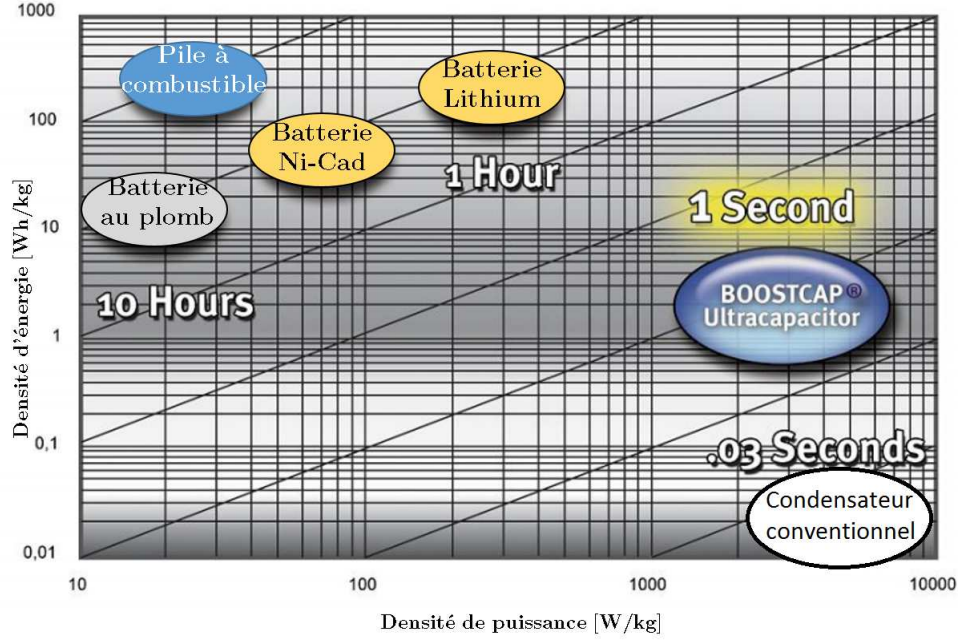 1000
100
10
1
0,1
0,01
Densité d'énergie [Wh/kg]
Pile à
combustible
Batterie
Lithium
Batterie
Ni-Cad
1 Hour
Batterie
au plomb
1 Second
10 Hours
BOOSTCAP®
Ultracapacitor
.03 Seconds
Condensateur
conventionnel
10
100
1000
10000
Densité de puissance [W/kg]